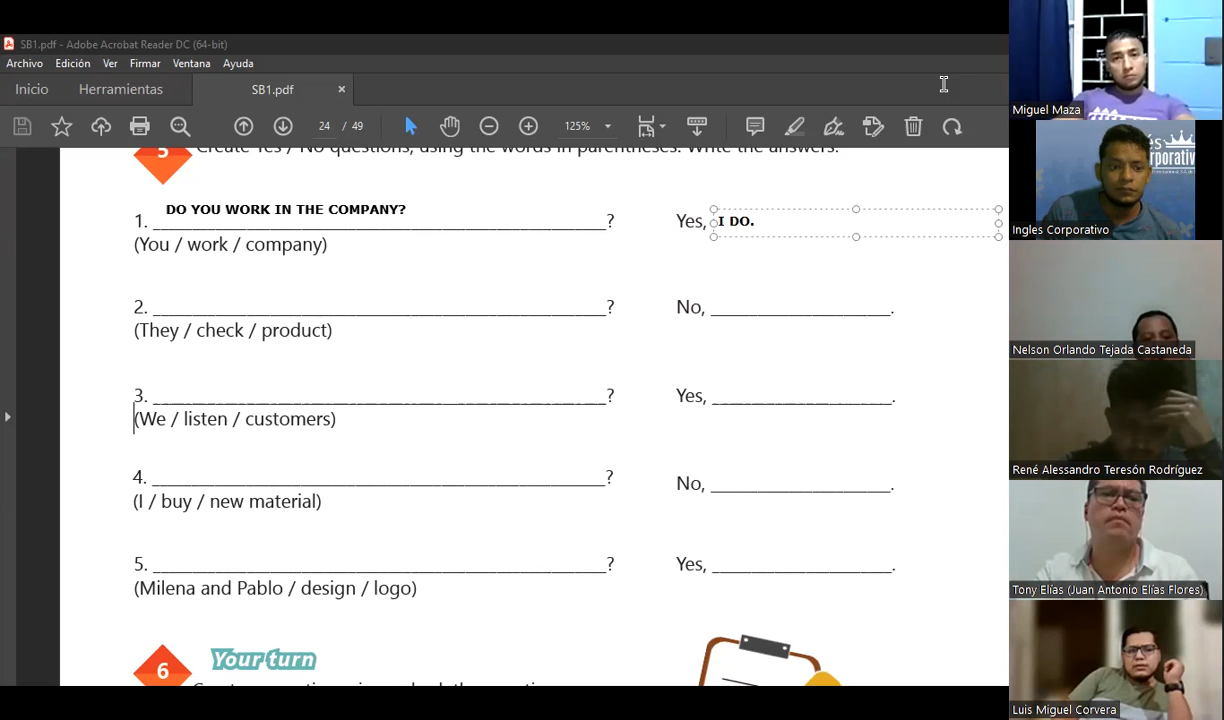 SB1.pdf - Adobe Acrobat Reader DC (64-bit)
Archivo Edición Ver Firmar Ventana Ayuda
Inicio Herramientas SB1.pdf ×
24 / 49 125%
5 Create Yes / No questions, using the words in parentheses. Write the answers.
DO YOU WORK IN THE COMPANY?
1. ? Yes, I DO.
(You / work / company)
2. ? No, .
(They / check / product)
3. ? Yes, .
(We / listen / customers)
4. ? No, .
(I / buy / new material)
5. ? Yes, .
(Milena and Pablo / design / logo)
6 Your turn
Miguel Maza
Ingles Corporativo
Nelson Orlando Tejada Castaneda
René Alessandro Teresón Rodríguez
Tony Elías (Juan Antonio Elías Flores)
Luis Miguel Corvera